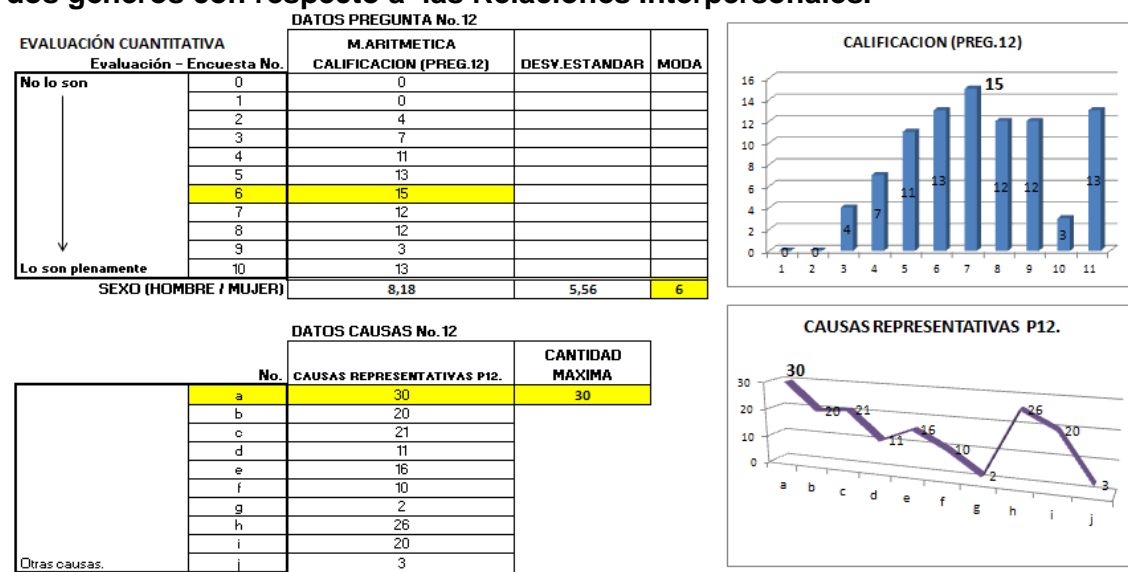 dos géneros con respecto a las Relaciones Interpersonales.
DATOS PREGUNTA No. 12
EVALUACIÓN CUANTITATIVA
Evaluación – Encuesta No.
M.ARITMETICA
CALIFICACION (PREG.12)
DESV.ESTANDAR
MODA
No lo son
0 0
1 0
2 4
3 7
4 11
5 13
6 15
7 12
8 12
9 3
Lo son plenamente 10 13
SEXO (HOMBRE / MUJER) 8,18 5,56 6
CALIFICACION (PREG.12)
16
14
12
10
8
6
4
2
0
0 0 4 7 11 13 15 12 12 3 13
1 2 3 4 5 6 7 8 9 10 11
DATOS CAUSAS No. 12
No. CAUSAS REPRESENTATIVAS P12.
CANTIDAD
MAXIMA
a 30 30
b 20
c 21
d 11
e 16
f 10
g 2
h 26
i 20
Otras causas. j 3
CAUSAS REPRESENTATIVAS P12.
30
20
10
0
30 20 21 11 16 10 2 26 20 3
a b c d e f g h i j